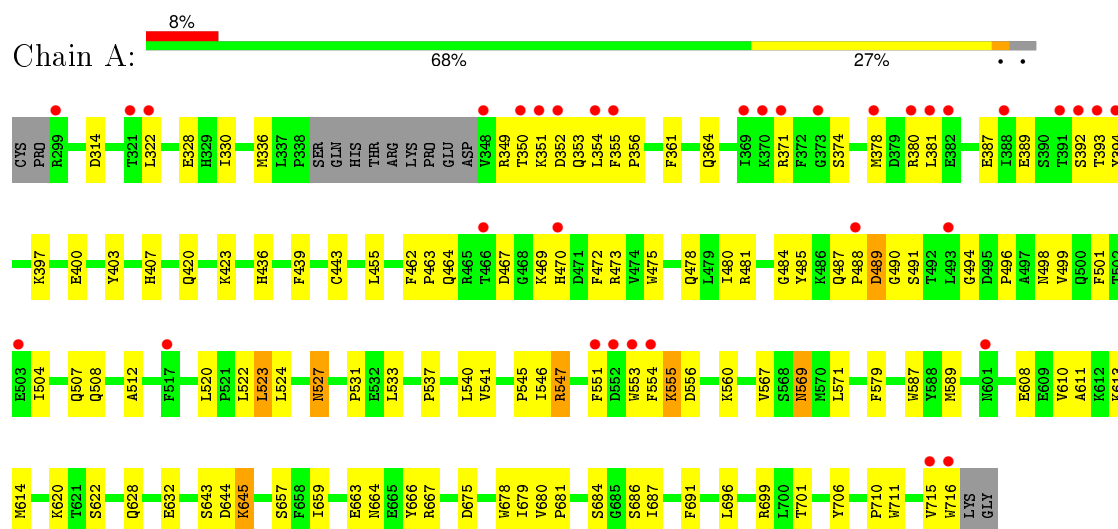 8%
Chain A:
68% 27% • •
CYS PRO R299 D314 T321 L322 E328 H329 I330 M336 L337 P338 SER GLN HIS THR ARG LYS PRO GLU ASP V348 R349 T350 K351 D352 Q353 L354 F355 P356 F361 Q364 I369 K370 R371 F372 G373 S374 M378 D379 R380 L381 E382 E387 I388 E389 S390 T391 S392 T393 Y394
K397 E400 Y403 H407 Q420 K423 H436 F439 C443 L455 F462 P463 Q464 R465 T466 D467 G468 K469 H470 D471 F472 R473 V474 W475 Q478 L479 I480 R481 G484 Y485 K486 Q487 P488 D489 G490 S491 T492 L493 G494 D495 P496 A497 N498 V499 Q500 F501 T502
E503 I504 Q507 Q508 A512 F517 L520 P521 L522 L523 L524 N527 P531 E532 L533 P537 L540 V541 P545 I546 R547 F551 D552 W553 F554 K555 D556 K560 V567 S568 N569 M570 L571 F579 W587 Y588 M589 N601 E608 E609 V610 A611 K612 K613
M614 K620 T621 S622 Q628 E632 S643 D644 K645 S657 F658 I659 E663 N664 E665 Y666 R667 D675 W678 I679 V680 P681 S684 G685 S686 I687 F691 L696 R699 L700 T701 Y706 P710 W711 V715 W716 LYS GLY